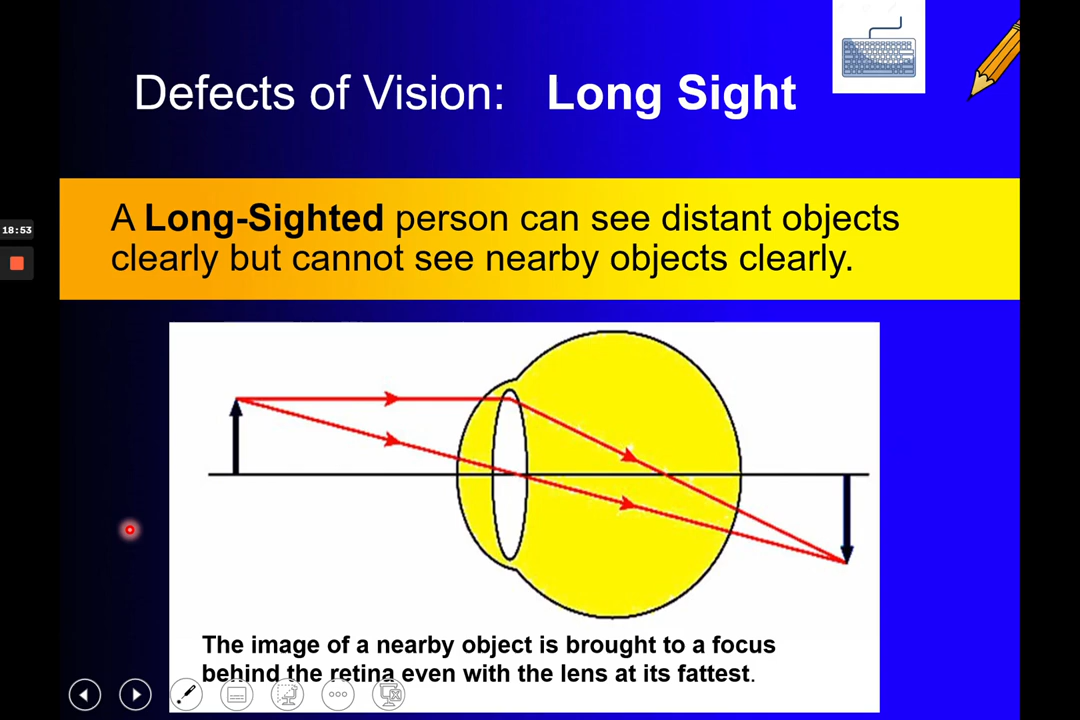 Defects of Vision: Long Sight
A Long-Sighted person can see distant objects
clearly but cannot see nearby objects clearly.
18:53
The image of a nearby object is brought to a focus
behind the retina even with the lens at its fattest.